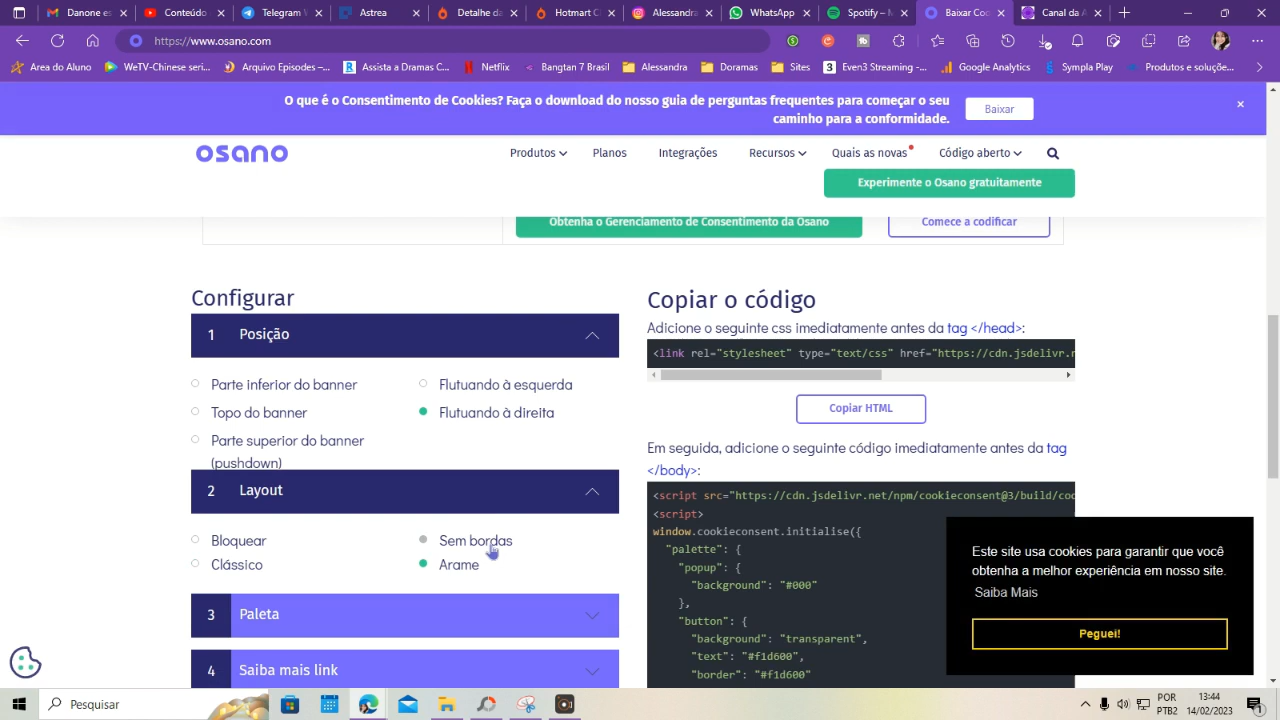 Danone es
Conteúdo
Telegram W
Astrea
Hotmart C
Hotmar C
Instagram
WhatsApp
Spotify – M
Baixar Coo
Canal da A
https://www.osano.com
Area do Aluno
WeTV-Chinese seri...
Arquivo Episodes –...
Assista a Dramas C...
Netflix
Bangtan 7 Brasil
Alessandra
Doramas
Sites
Even3 Streaming -...
Google Analytics
Sympla Play
Produtos e soluçõe...
O que é o Consentimento de Cookies? Faça o download do nosso guia de perguntas frequentes para começar o seu
caminho para a conformidade.
Baixar
osano
Produtos
Planos
Integrações
Recursos
Quais as novas
Código aberto
Experimente o Osano gratuitamente
Obtenha o Gerenciamento de Consentimento da Osano
Comece a codificar
Configurar
1 Posição
Parte inferior do banner
Flutuando à esquerda
Topo do banner
Flutuando à direita
Parte superior do banner
(pushdown)
2 Layout
Bloquear
Sem bordas
Clássico
Arame
3 Paleta
4 Saiba mais link
Copiar o código
Adicione o seguinte css imediatamente antes da tag </head>:
<link rel="stylesheet" type="text/css" href="https://cdn.jsdelivr.n
Copiar HTML
Em seguida, adicione o seguinte código imediatamente antes da tag
</body>:
<script src="https://cdn.jsdelivr.net/npm/cookieconsent@3/build/coo
<script>
window.cookieconsent.initialise({
"palette": {
"popup": {
"background": "#000"
},
"button": {
"background": "transparent",
"text": "#f1d600",
"border": "#f1d600"
Este site usa cookies para garantir que você
obtenha a melhor experiência em nosso site.
Saiba Mais
Peguei!
Pesquisar
POR
PTB2
13:44
14/02/2023
1